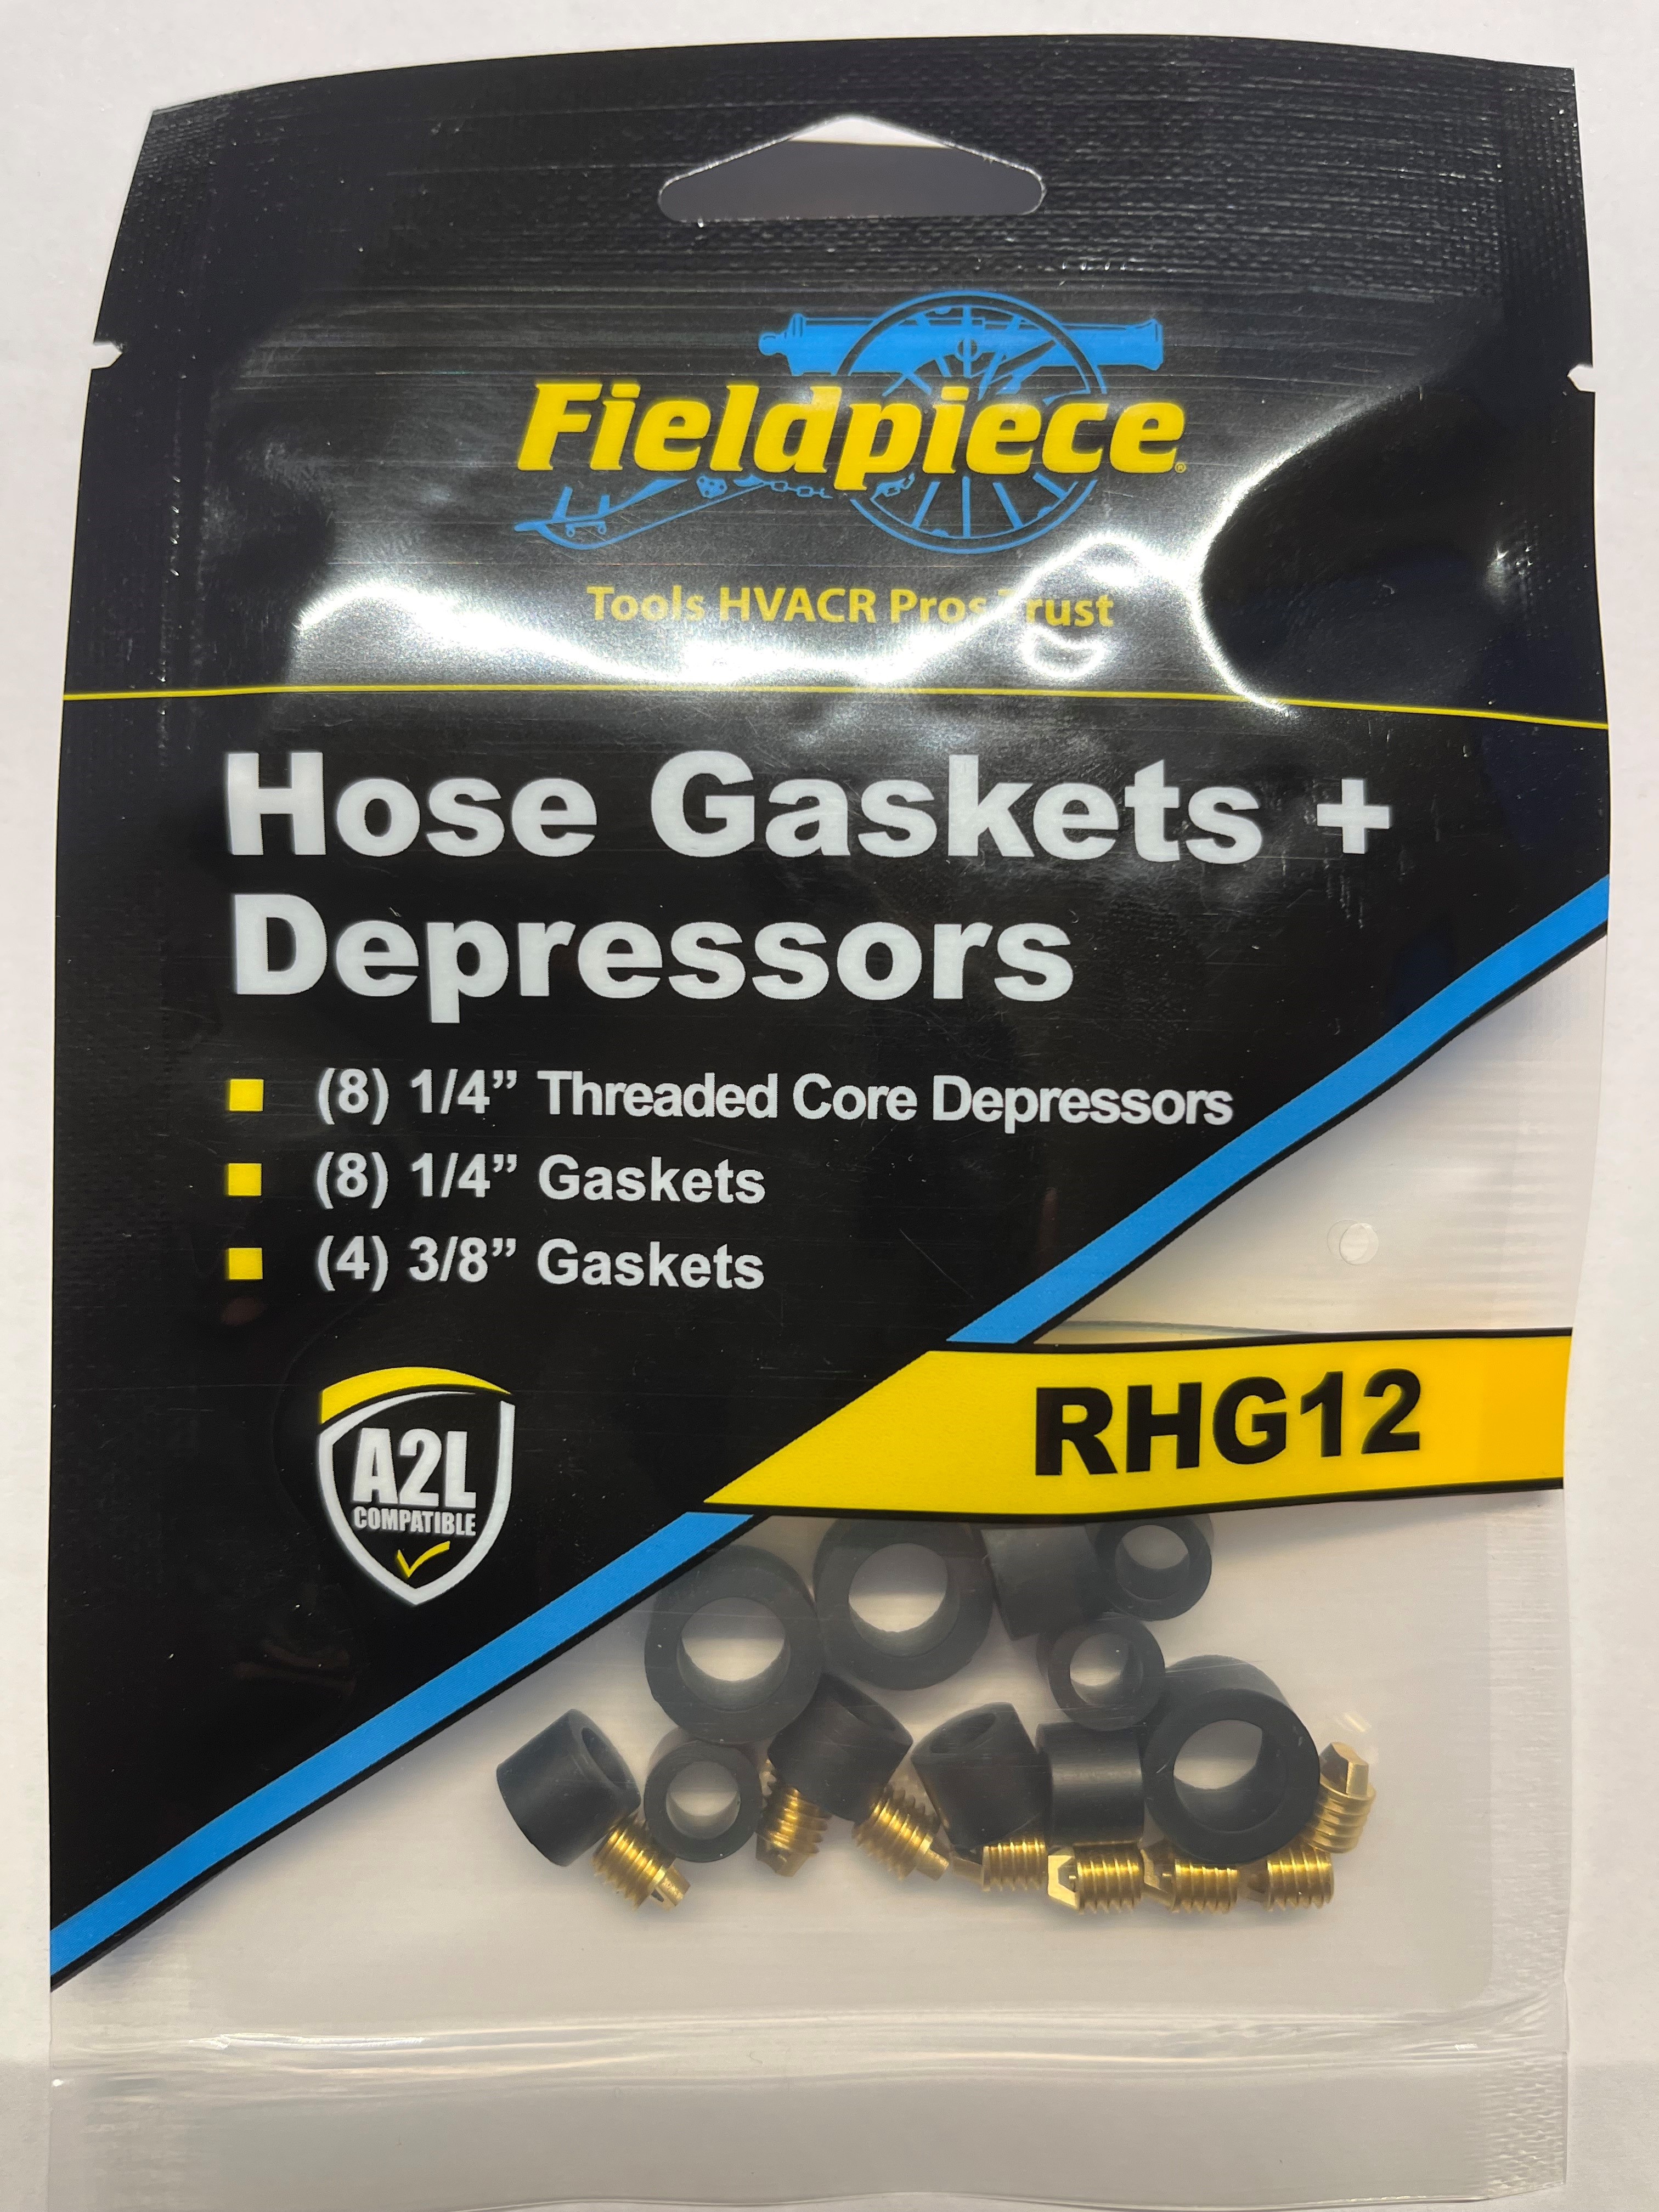 Fieldpiece®
Tools HVACR Pros Trust
Hose Gaskets +
Depressors
(8) 1/4” Threaded Core Depressors
(8) 1/4” Gaskets
(4) 3/8” Gaskets
RHG12
A2L
COMPATIBLE